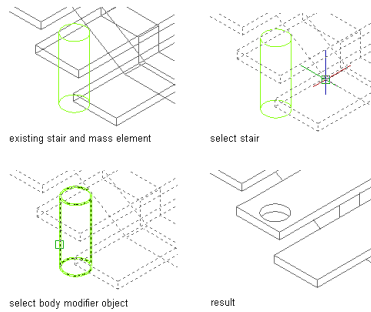 existing stair and mass element
select stair
select body modifier object
result